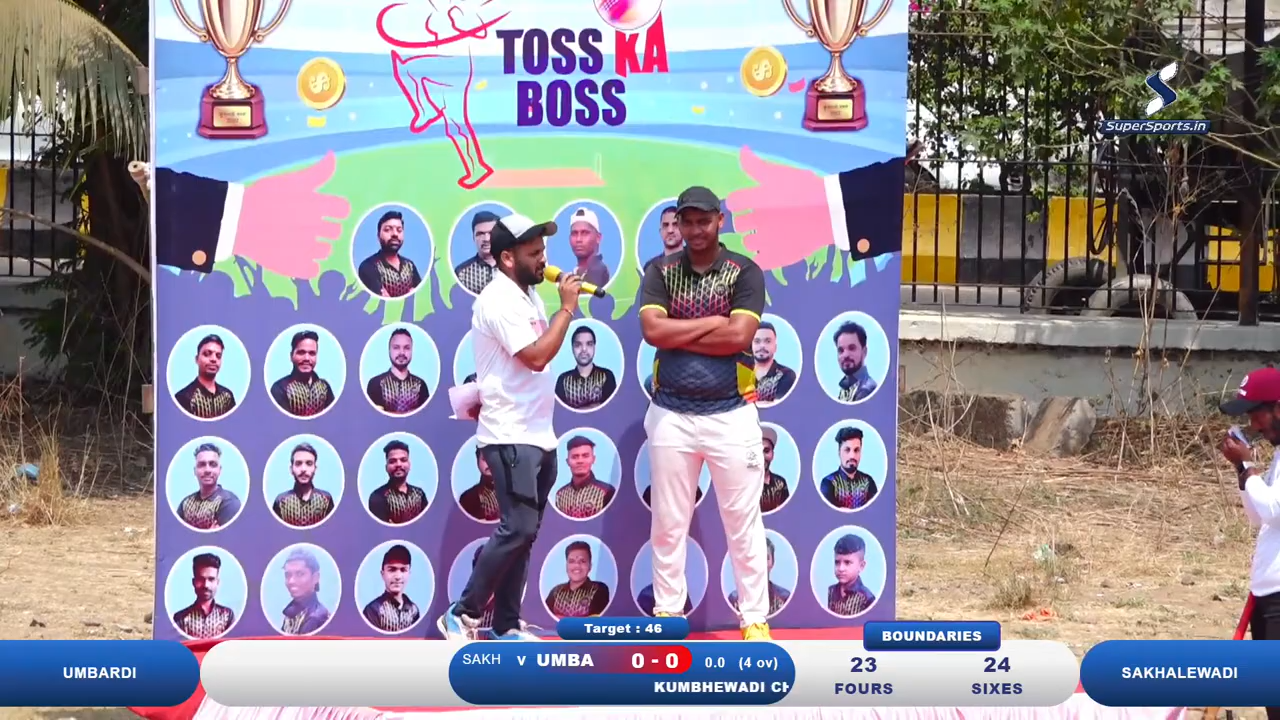 TOSS KA
BOSS
SuperSports.in
Target : 46
BOUNDARIES
UMBARDI
SAKH v UMBA 0 - 0 0.0 (4 ov)
KUMBHEWADI CH
23 24
FOURS SIXES
SAKHALEWADI